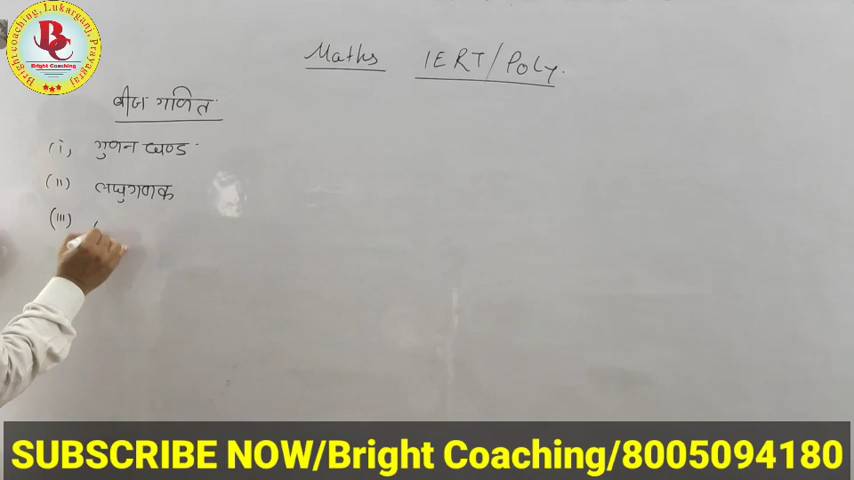 Bright coaching, Lukarganj, Prayagraj
BC
Bright Coaching
Maths IERT/Poly.
बीज गणित
(i) गुणन खण्ड
(ii) लघुगणक
(iii)
SUBSCRIBE NOW/Bright Coaching/8005094180